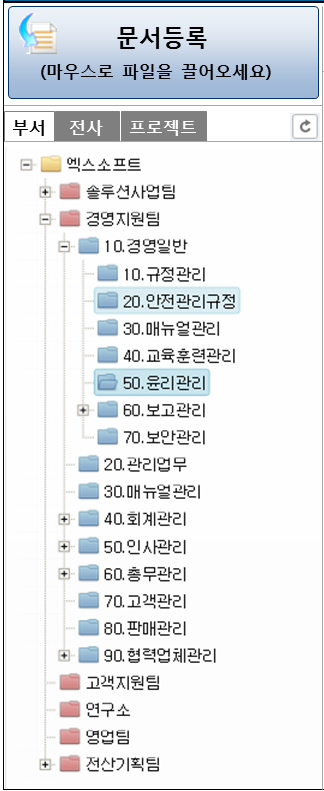 문서등록
(마우스로 파일을 끌어오세요)
부서 전사 프로젝트
엑스소프트
솔루션사업팀
경영지원팀
10.경영일반
10.규정관리
20.안전관리규정
30.매뉴얼관리
40.교육훈련관리
50.윤리관리
60.보고관리
70.보안관리
20.관리업무
30.매뉴얼관리
40.회계관리
50.인사관리
60.총무관리
70.고객관리
80.판매관리
90.협력업체관리
고객지원팀
연구소
영업팀
전산기획팀